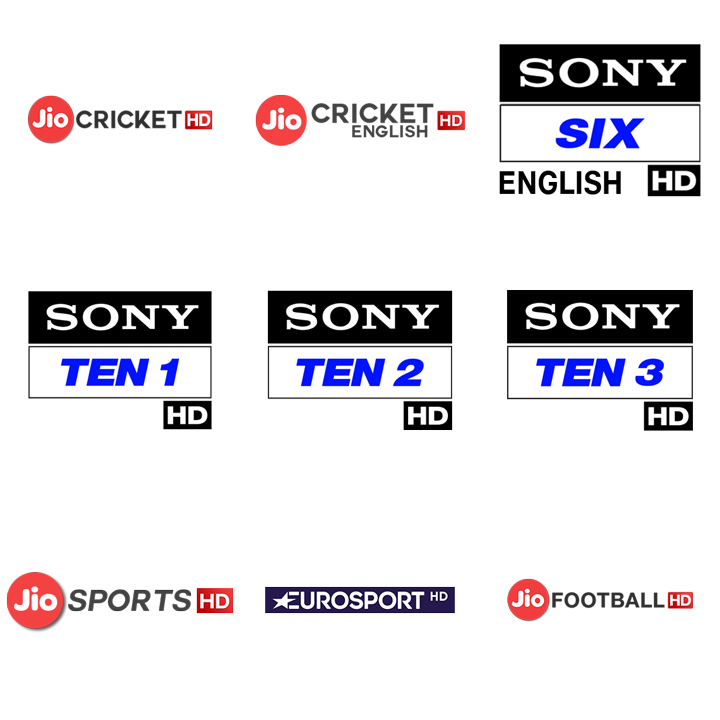 Jio CRICKET HD
Jio CRICKET ENGLISH HD
SONY
SIX
ENGLISH HD
SONY
TEN 1
HD
SONY
TEN 2
HD
SONY
TEN 3
HD
Jio SPORTS HD
EUROSPORT HD
Jio FOOTBALL HD